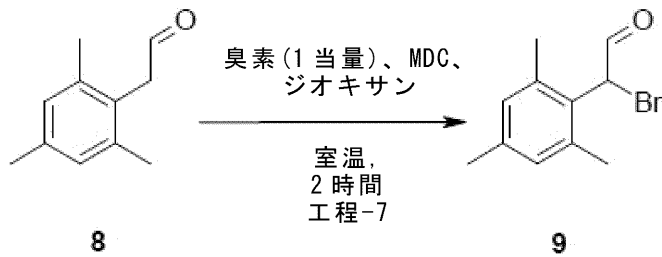 O
臭素(1当量)、MDC、
ジオキサン
O
Br
室温,
2時間
工程-7
8
9